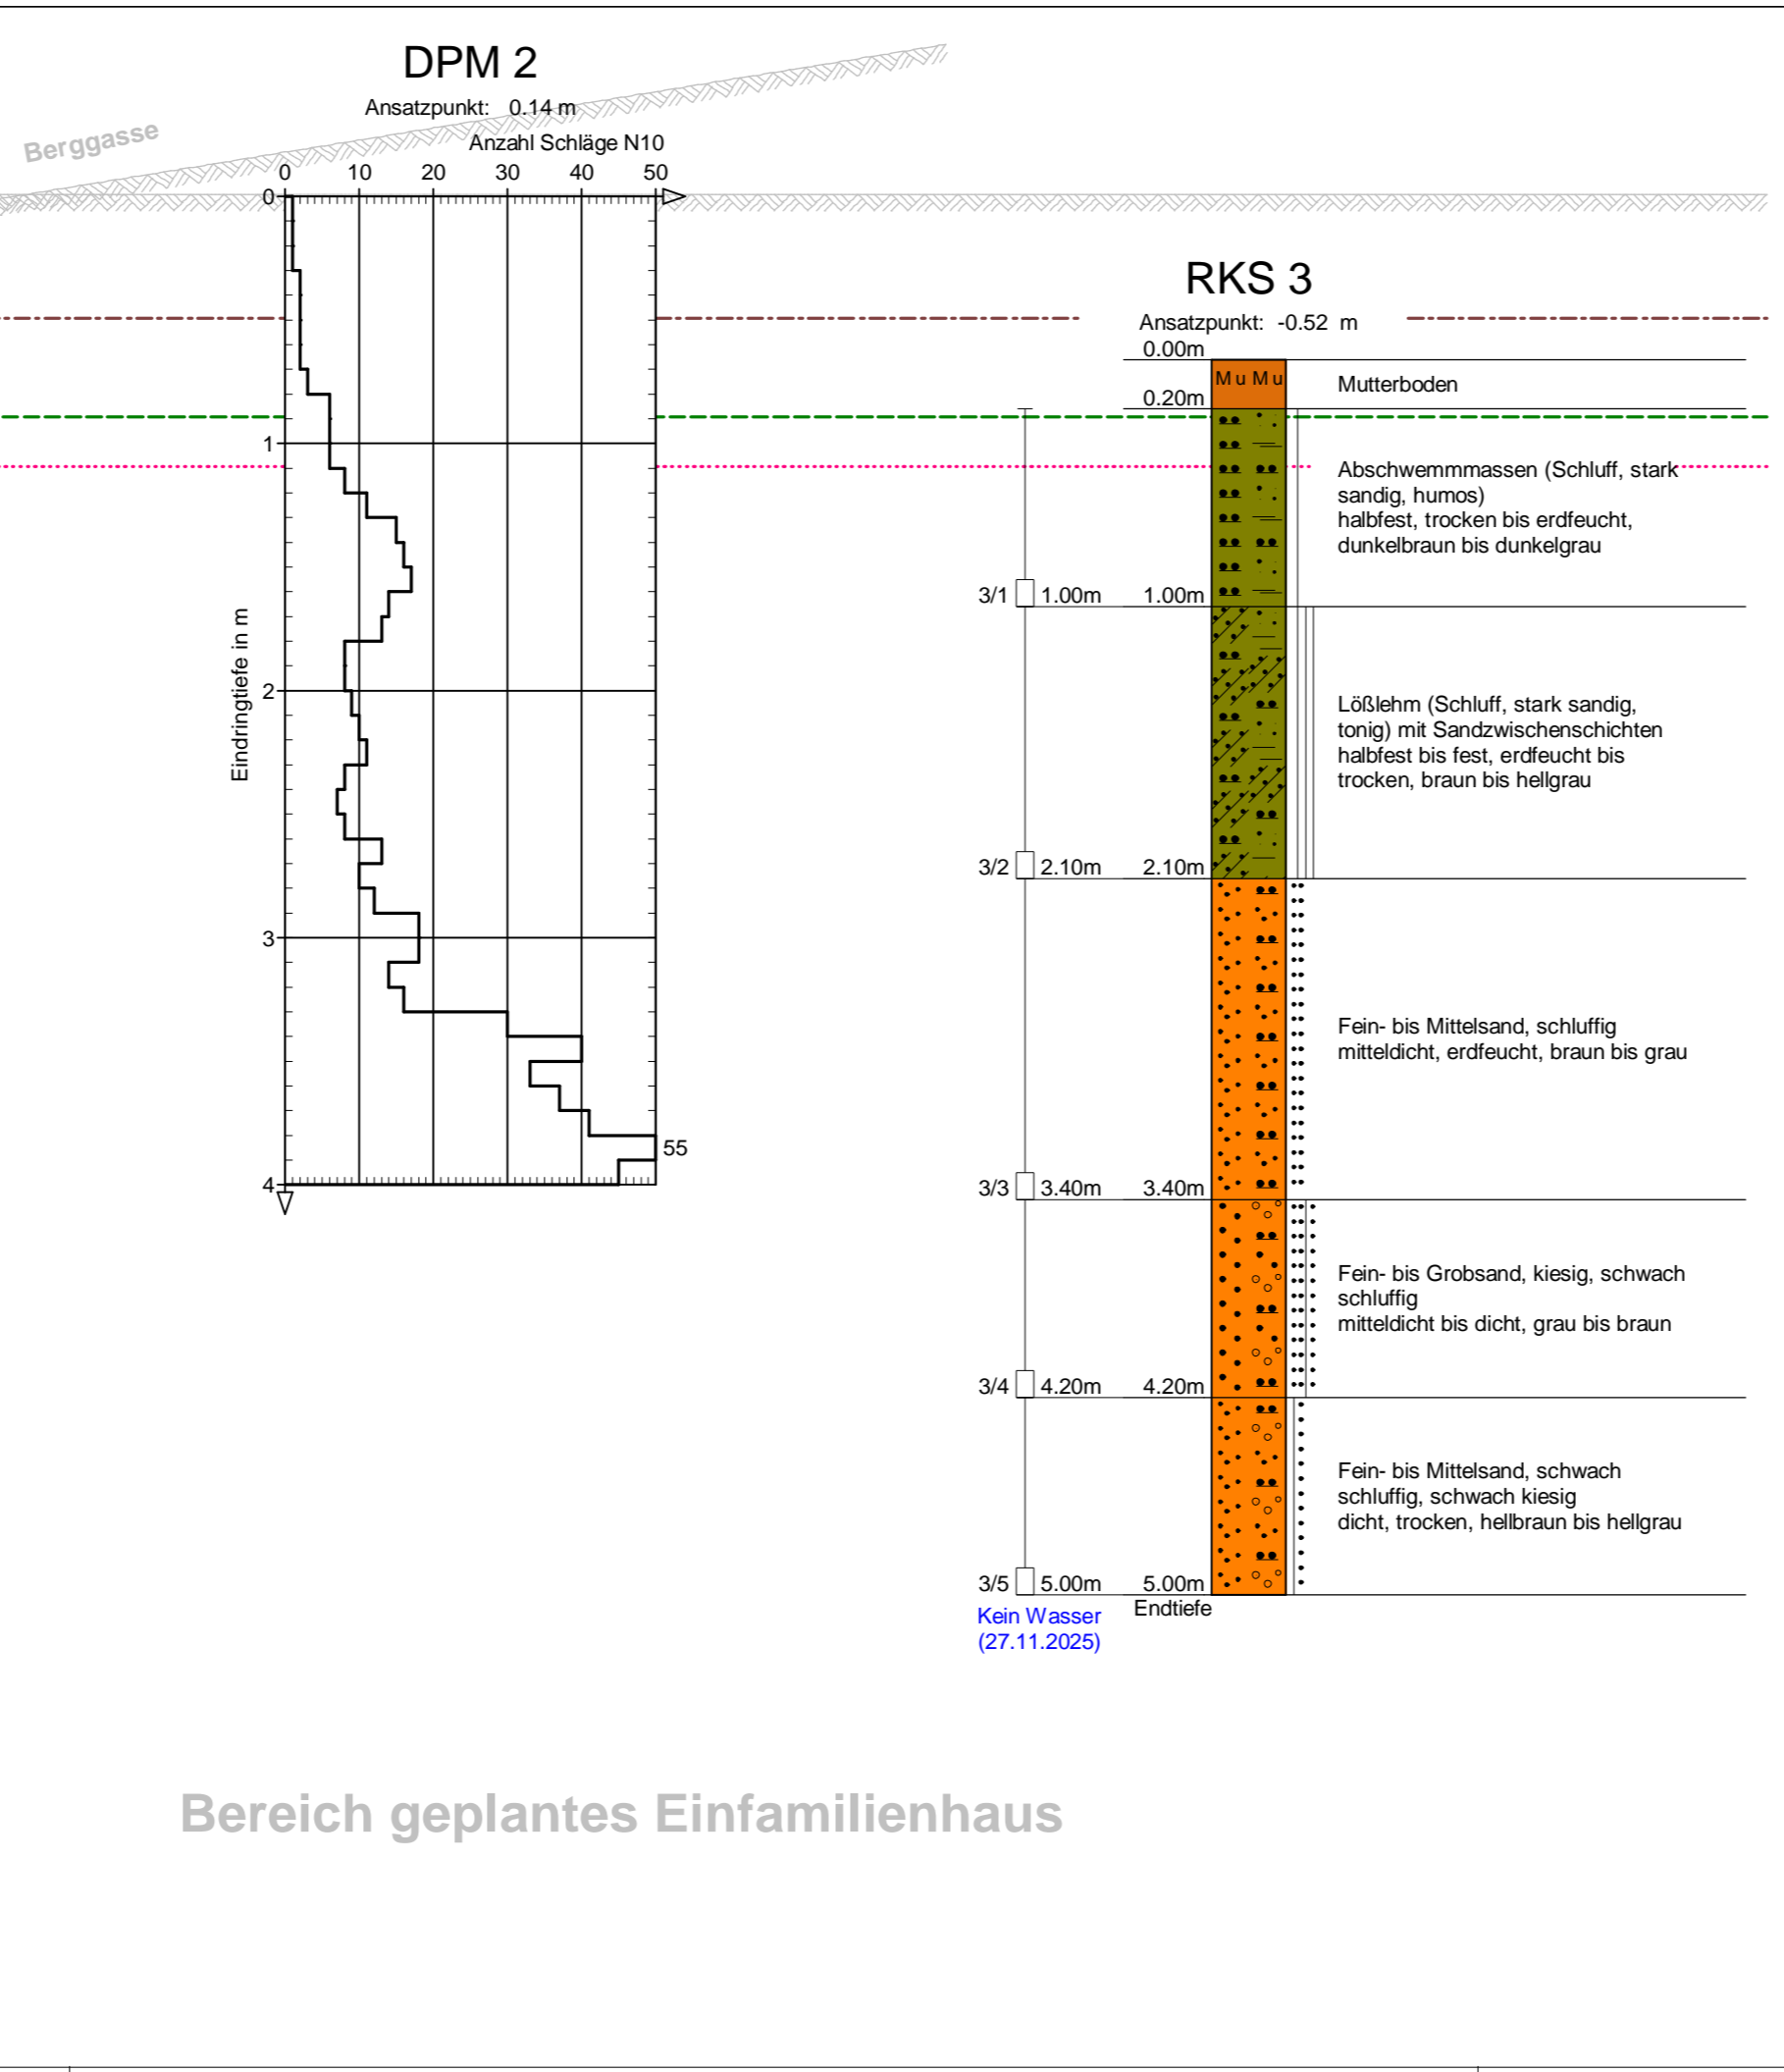 DPM 2
Ansatzpunkt: 0.14 m
Berggasse
Anzahl Schläge N10
0 10 20 30 40 50
0
1
2
3
4
Eindringtiefe in m
55
RKS 3
Ansatzpunkt: -0.52 m
0.00m
Mu Mu
Mutterboden
0.20m
Abschwemmmassen (Schluff, stark
sandig, humos)
halbfest, trocken bis erdfeucht,
dunkelbraun bis dunkelgrau
3/1 1.00m 1.00m
Lößlehm (Schluff, stark sandig,
tonig) mit Sandzwischenschichten
halbfest bis fest, erdfeucht bis
trocken, braun bis hellgrau
3/2 2.10m 2.10m
Fein- bis Mittelsand, schluffig
mitteldicht, erdfeucht, braun bis grau
3/3 3.40m 3.40m
Fein- bis Grobsand, kiesig, schwach
schluffig
mitteldicht bis dicht, grau bis braun
3/4 4.20m 4.20m
Fein- bis Mittelsand, schwach
schluffig, schwach kiesig
dicht, trocken, hellbraun bis hellgrau
3/5 5.00m 5.00m
Endtiefe
Kein Wasser
(27.11.2025)
Bereich geplantes Einfamilienhaus